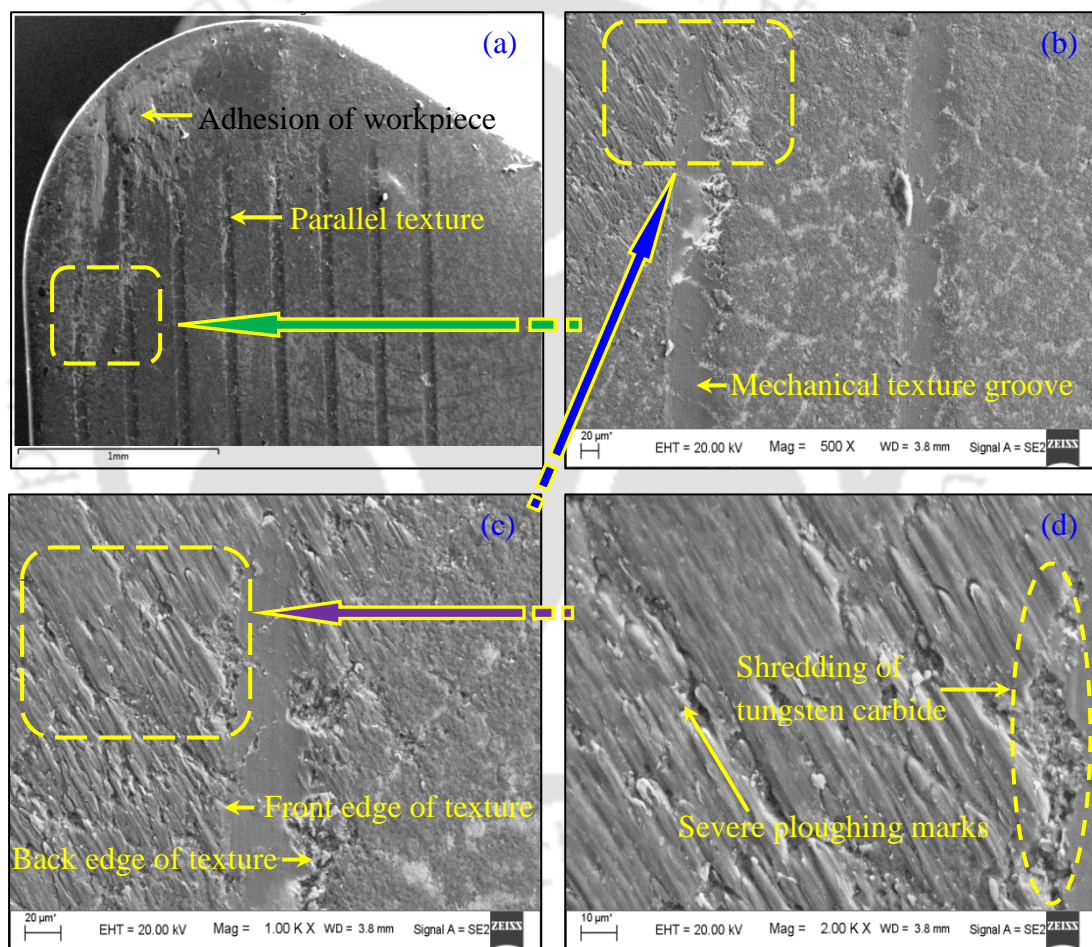 (a)
Adhesion of workpiece
Parallel texture
1mm
(b)
Mechanical texture groove
20 µm* EHT = 20.00 kV Mag = 500 X WD = 3.8 mm Signal A = SE2 ZEISS
(c)
Front edge of texture
Back edge of texture
20 µm* EHT = 20.00 kV Mag = 1.00 K X WD = 3.8 mm Signal A = SE2 ZEISS
(d)
Shredding of
tungsten carbide
Severe ploughing marks
10 µm* EHT = 20.00 kV Mag = 2.00 K X WD = 3.8 mm Signal A = SE2 ZEISS